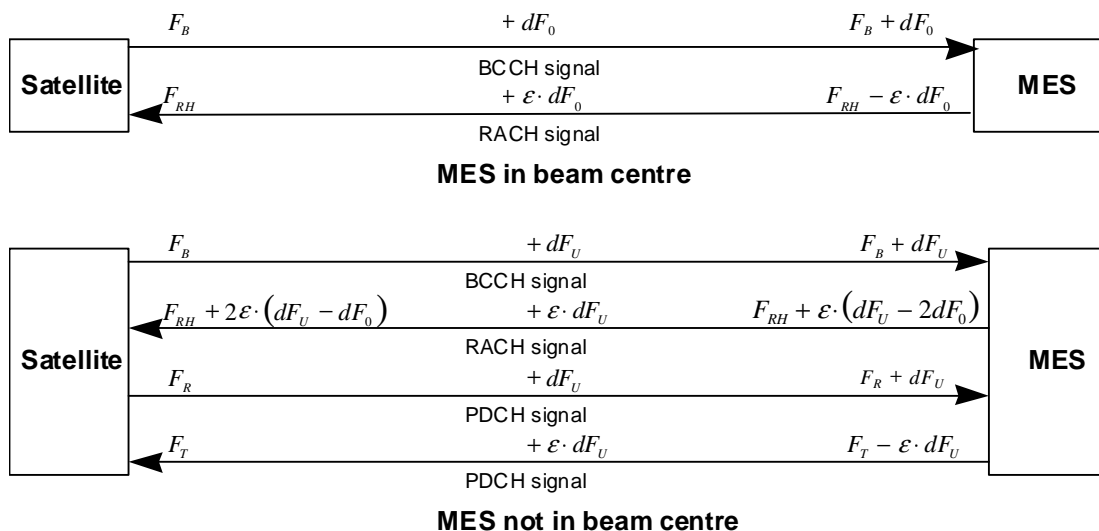 F_B + dF_0 F_B + dF_0
Satellite MES
BCCH signal
F_RH + ε · dF_0 F_RH − ε · dF_0
RACH signal
MES in beam centre
F_B + dF_U F_B + dF_U
BCCH signal
F_RH + 2ε · (dF_U − dF_0) + ε · dF_U F_RH + ε · (dF_U − 2dF_0)
RACH signal
Satellite MES
F_R + dF_U F_R + dF_U
PDCH signal
F_T + ε · dF_U F_T − ε · dF_U
PDCH signal
MES not in beam centre